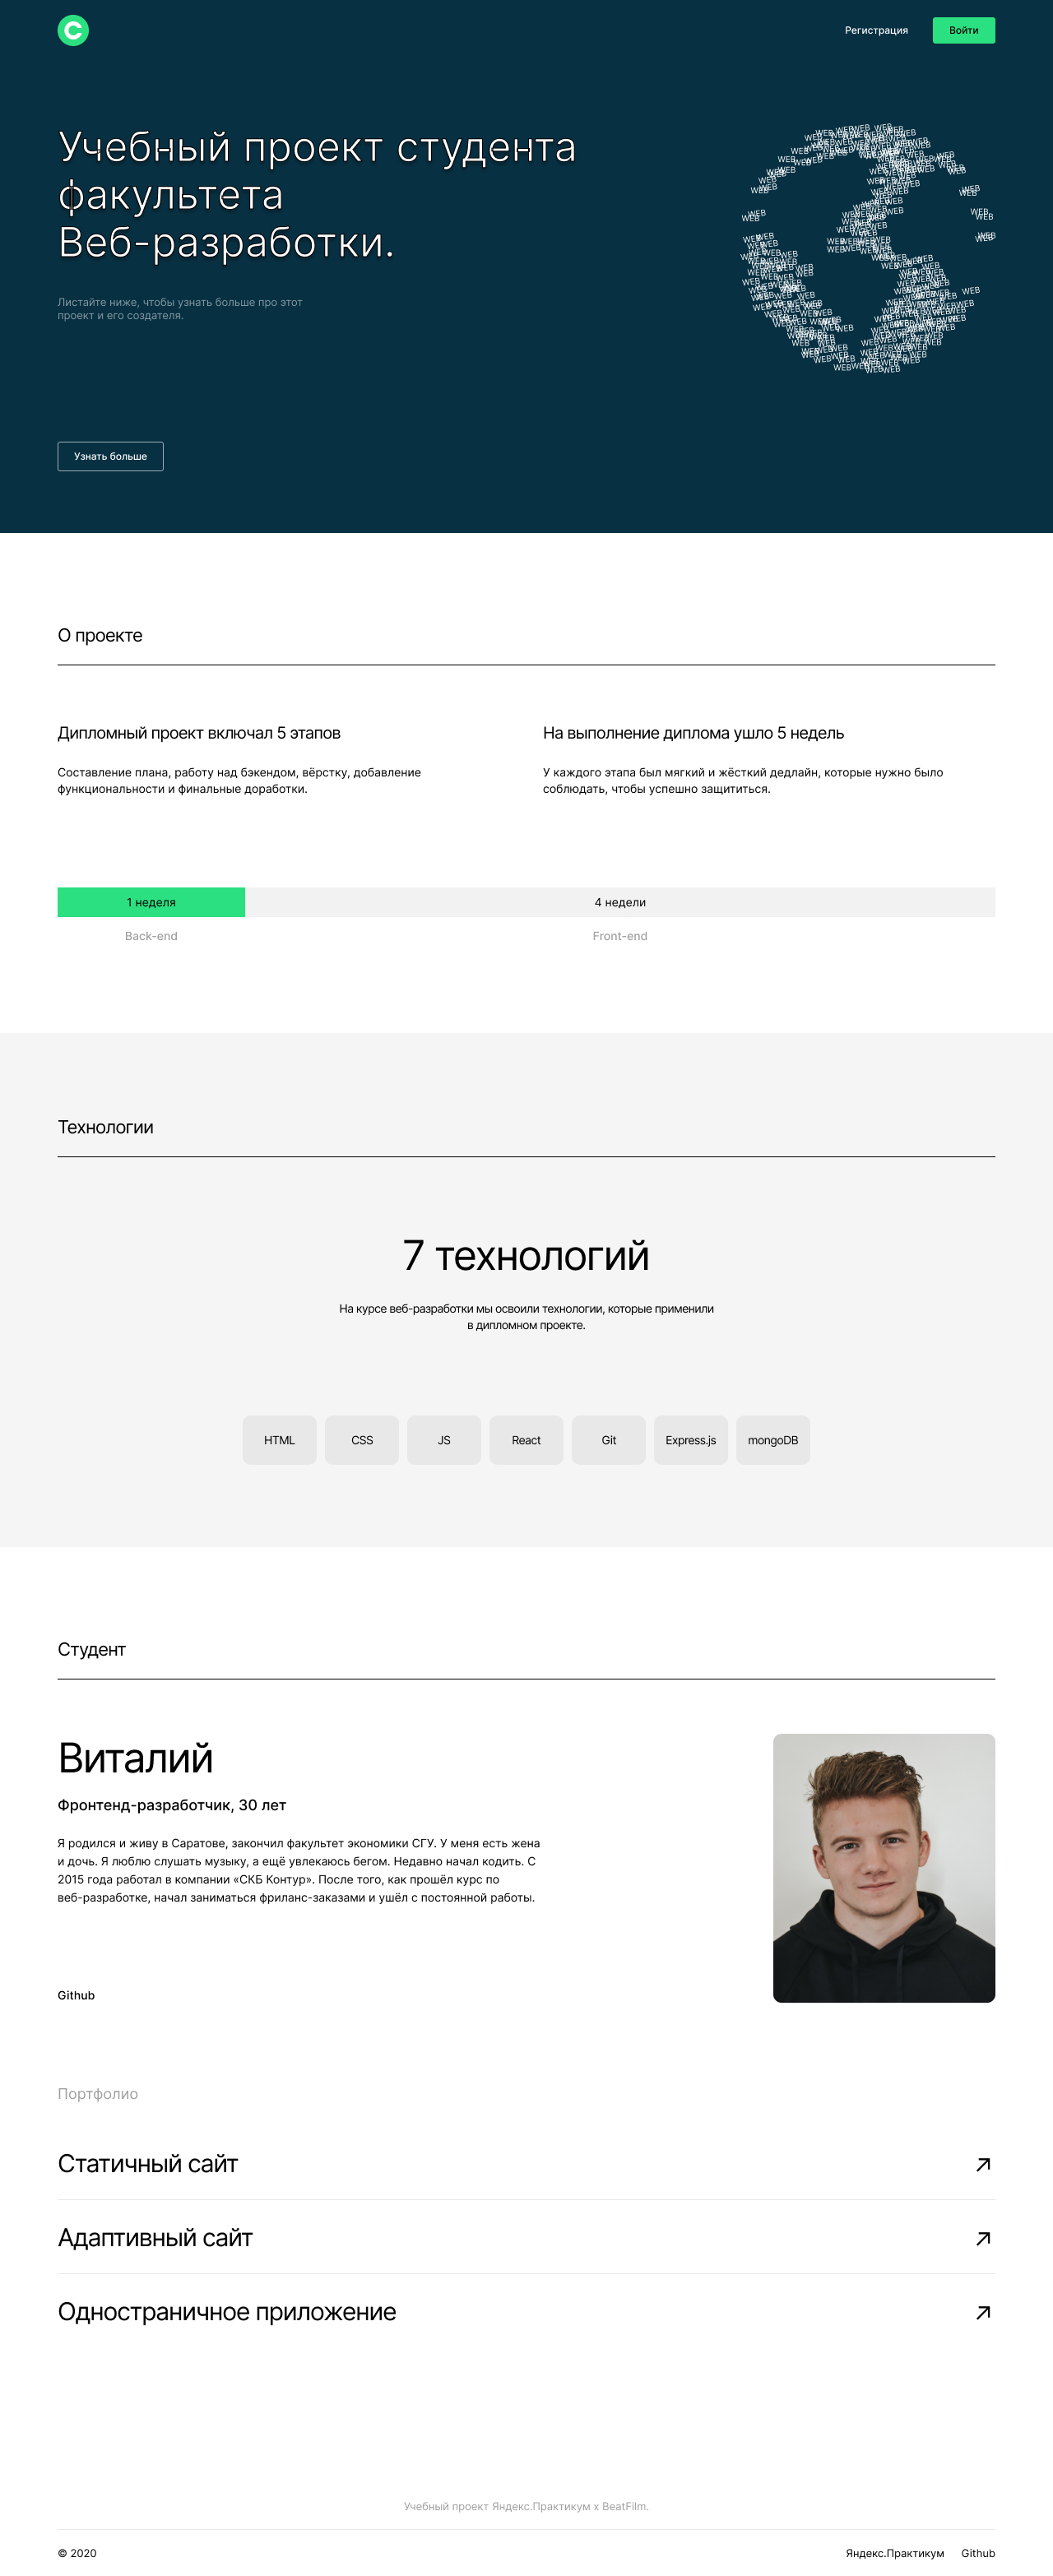 Регистрация
Войти
Учебный проект студента
факультета
Веб-разработки.
Листайте ниже, чтобы узнать больше про этот
проект и его создателя.
WEB
Узнать больше
О проекте
Дипломный проект включал 5 этапов
Составление плана, работу над бэкендом, вёрстку, добавление
функциональности и финальные доработки.
На выполнение диплома ушло 5 недель
У каждого этапа был мягкий и жёсткий дедлайн, которые нужно было
соблюдать, чтобы успешно защититься.
1 неделя
4 недели
Back-end
Front-end
Технологии
7 технологий
На курсе веб-разработки мы освоили технологии, которые применили
в дипломном проекте.
HTML
CSS
JS
React
Git
Express.js
mongoDB
Студент
Виталий
Фронтенд-разработчик, 30 лет
Я родился и живу в Саратове, закончил факультет экономики СГУ. У меня есть жена
и дочь. Я люблю слушать музыку, а ещё увлекаюсь бегом. Недавно начал кодить. С
2015 года работал в компании «СКБ Контур». После того, как прошёл курс по
веб-разработке, начал заниматься фриланс-заказами и ушёл с постоянной работы.
Github
Портфолио
Статичный сайт
Адаптивный сайт
Одностраничное приложение
Учебный проект Яндекс.Практикум х BeatFilm.
© 2020
Яндекс.Практикум
Github